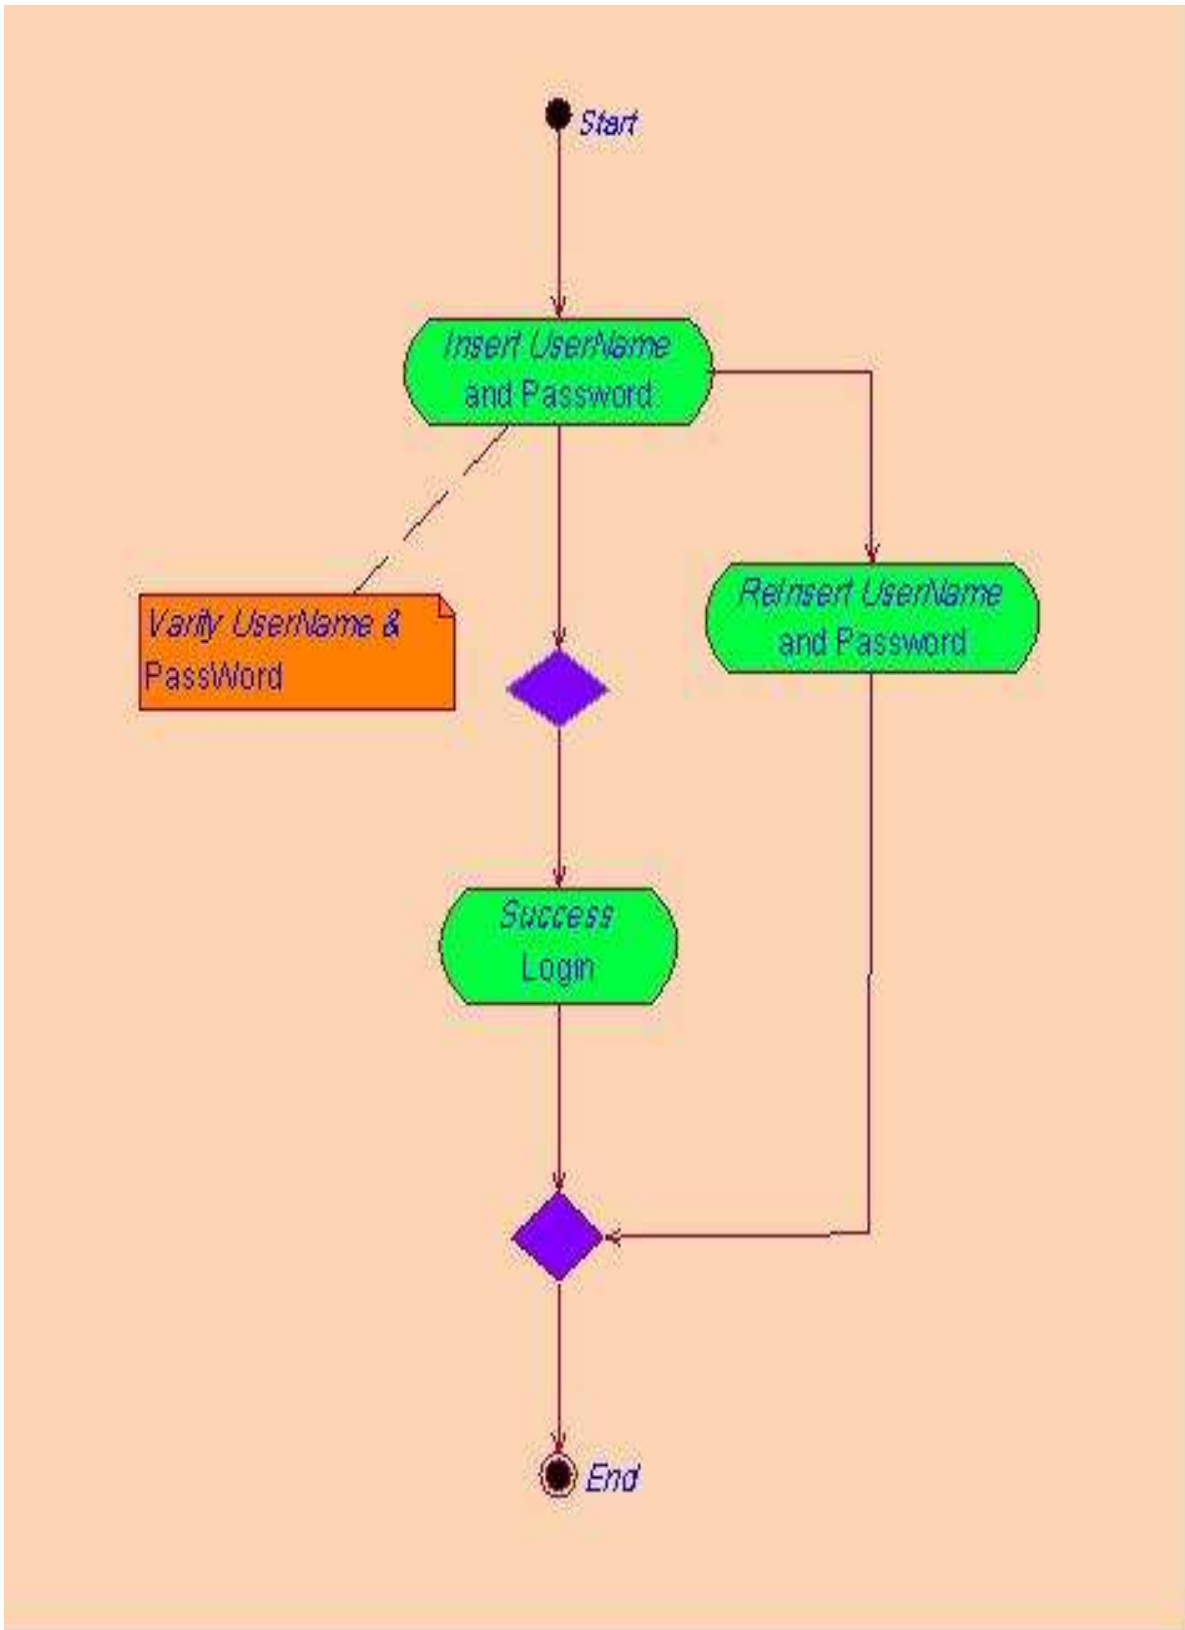 Start
Insert UserName
and Password
Varify UserName &
PassWord
ReInsert UserName
and Password
Success
Login
End